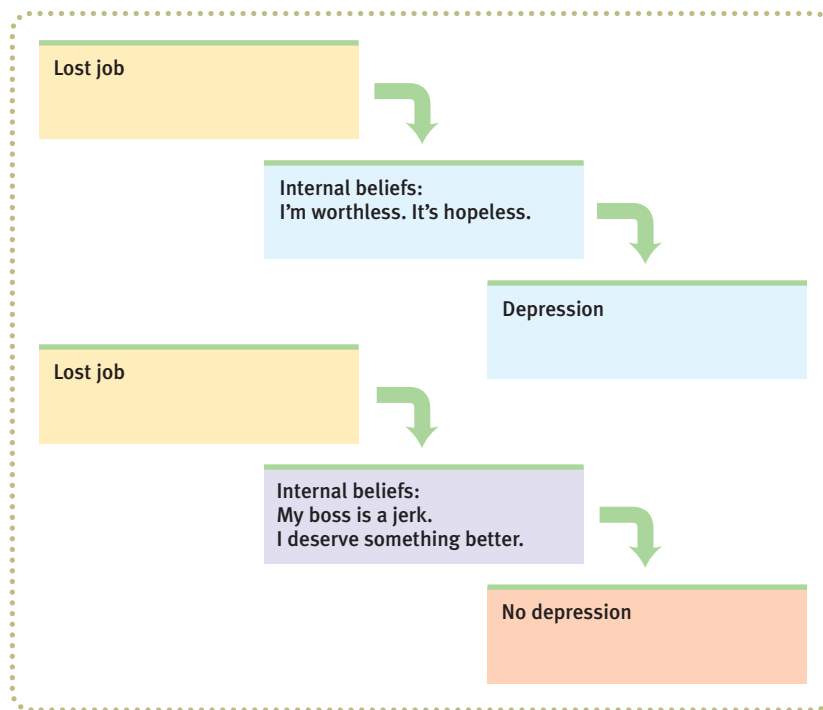 Lost job
Internal beliefs:
I’m worthless. It’s hopeless.
Depression
Lost job
Internal beliefs:
My boss is a jerk.
I deserve something better.
No depression